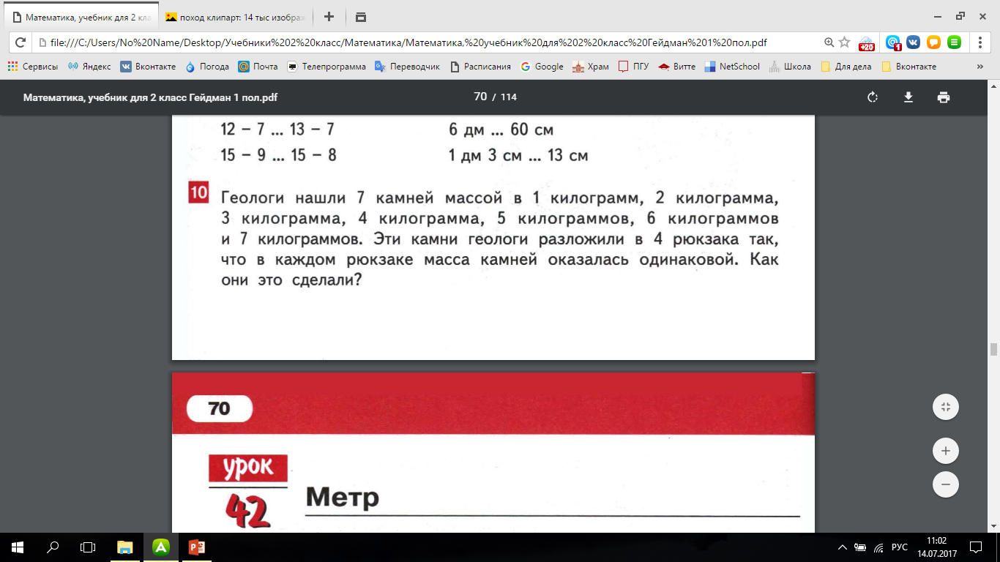 Математика, учебник для 2 кла
поход клипарт: 14 тыс изображ
file:///C:/Users/No%20Name/Desktop/Учебники%202%20класс/Математика/Математика,%20учебник%20для%202%20класс%20Гейдман%201%20пол.pdf
+20
1
Сервисы Яндекс Вконтакте Погода Почта Телепрограмма Переводчик Расписания Google Храм ПГУ Витте NetSchool Школа Для дела Вконтакте »
Математика, учебник для 2 класс Гейдман 1 пол.pdf 70 / 114
12 – 7 ... 13 – 7 6 дм ... 60 см
15 – 9 ... 15 – 8 1 дм 3 см ... 13 см
10 Геологи нашли 7 камней массой в 1 килограмм, 2 килограмма,
3 килограмма, 4 килограмма, 5 килограммов, 6 килограммов
и 7 килограммов. Эти камни геологи разложили в 4 рюкзака так,
что в каждом рюкзаке масса камней оказалась одинаковой. Как
они это сделали?
70
урок
42
Метр
РУС
11:02
14.07.2017